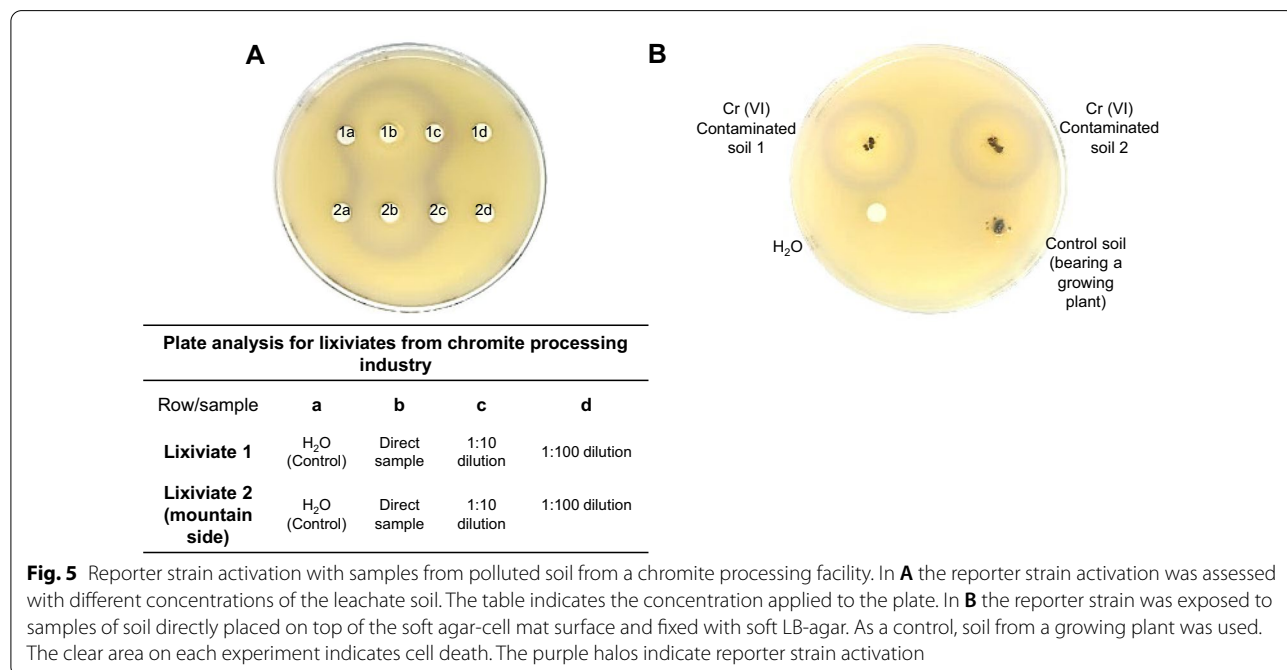 A
B
1a 1b 1c 1d
2a 2b 2c 2d
Cr (VI)
Contaminated
soil 1
Cr (VI)
Contaminated
soil 2
H₂O
Control soil
(bearing a
growing
plant)
Plate analysis for lixiviates from chromite processing
industry
Row/sample a b c d
Lixiviate 1 H₂O (Control) Direct sample 1:10 dilution 1:100 dilution
Lixiviate 2 (mountain side) H₂O (Control) Direct sample 1:10 dilution 1:100 dilution
Fig. 5 Reporter strain activation with samples from polluted soil from a chromite processing facility. In A the reporter strain activation was assessed
with different concentrations of the leachate soil. The table indicates the concentration applied to the plate. In B the reporter strain was exposed to
samples of soil directly placed on top of the soft agar-cell mat surface and fixed with soft LB-agar. As a control, soil from a growing plant was used.
The clear area on each experiment indicates cell death. The purple halos indicate reporter strain activation